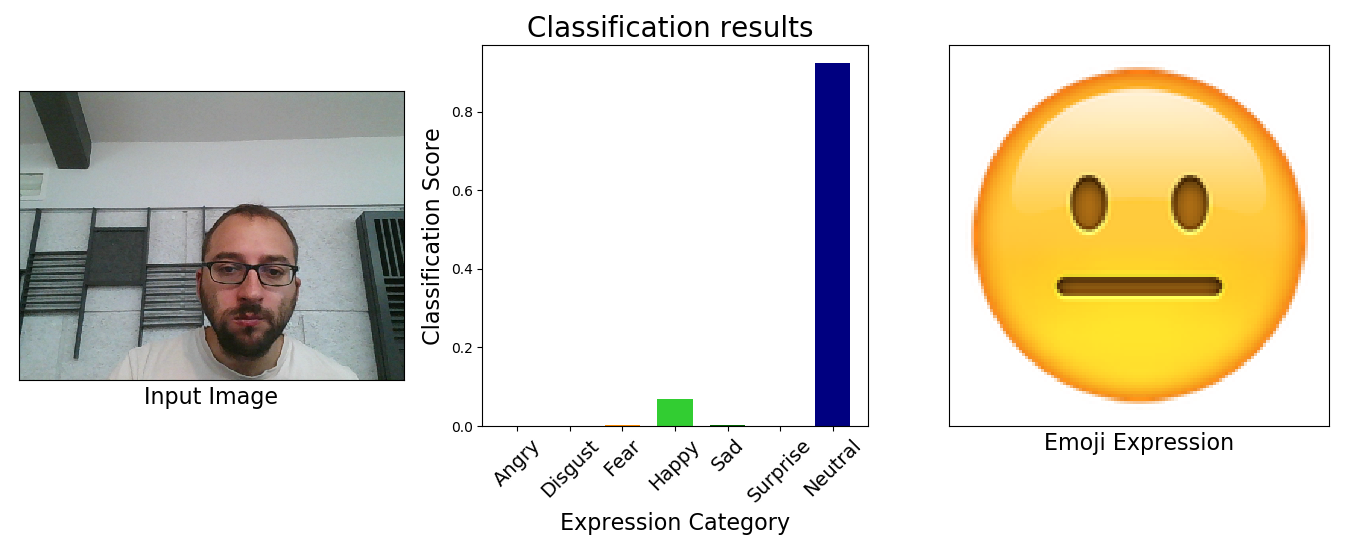 Classification results
Classification Score
0.8
0.6
0.4
0.2
0.0
Angry
Disgust
Fear
Happy
Sad
Surprise
Neutral
Expression Category
Input Image
Emoji Expression